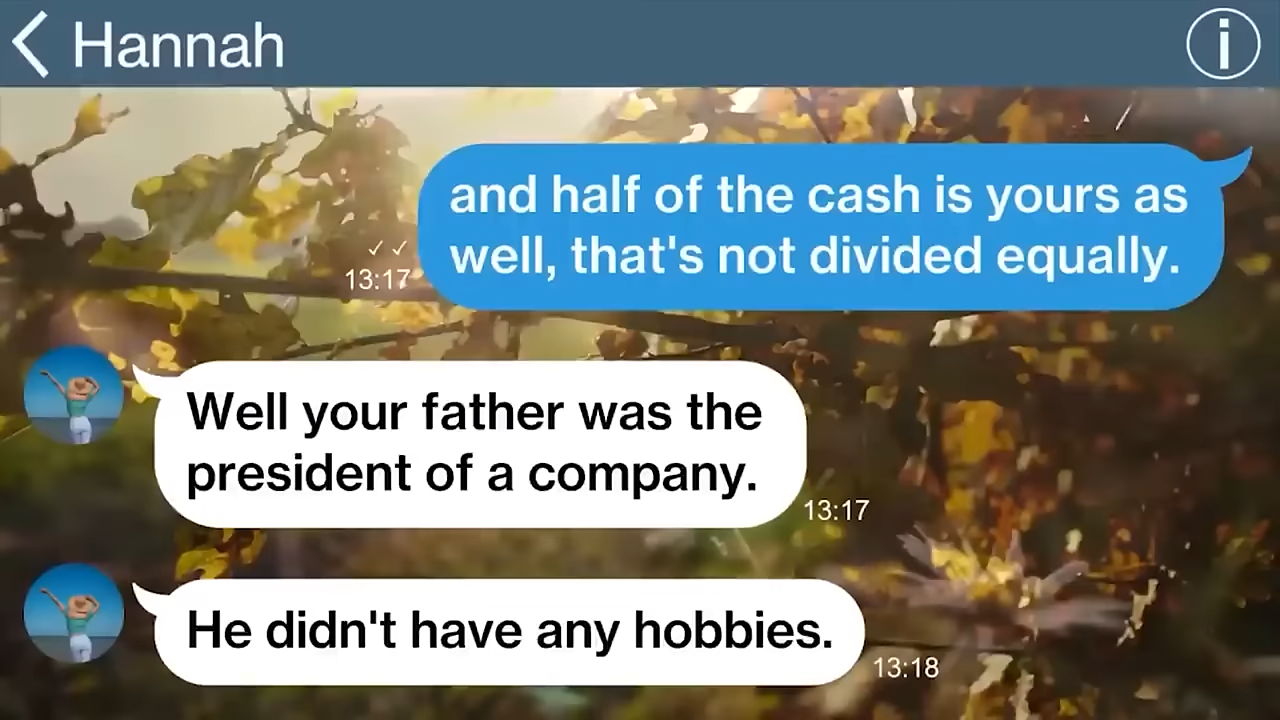 Hannah
and half of the cash is yours as
well, that's not divided equally.
13:17
Well your father was the
president of a company.
13:17
He didn't have any hobbies.
13:18